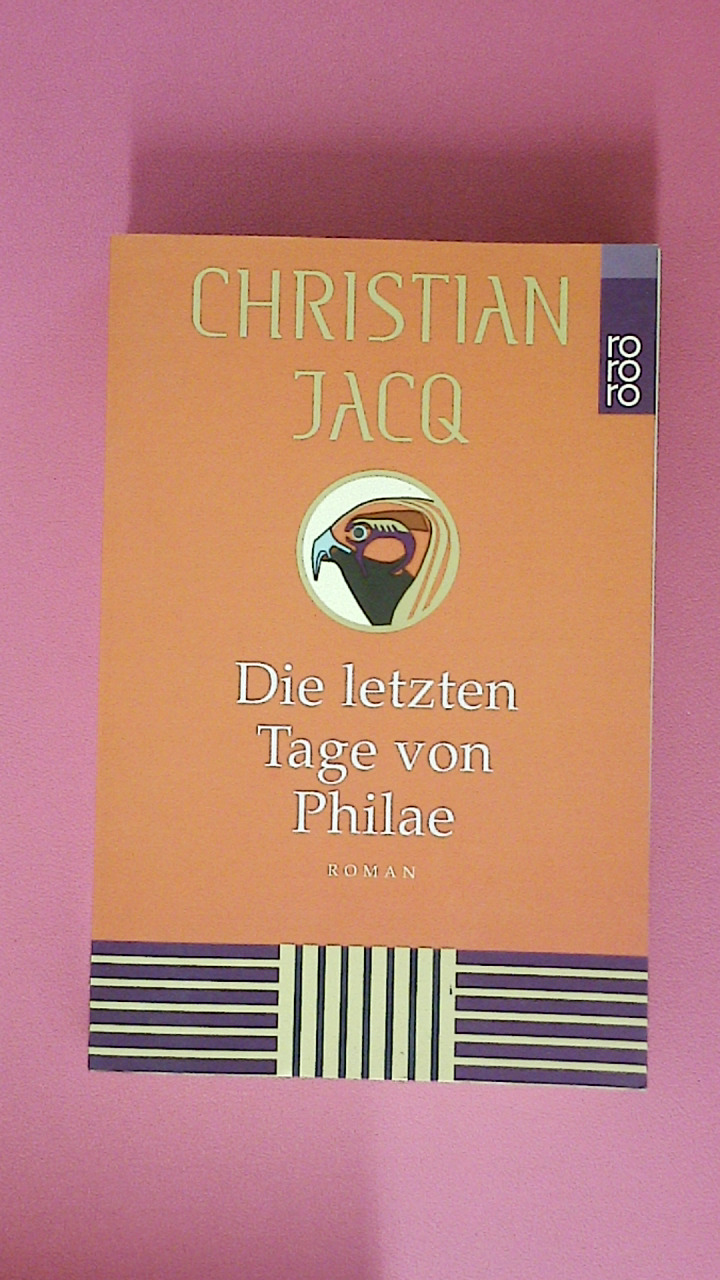 CHRISTIAN
JACQ
ro
ro
ro
Die letzten
Tage von
Philae
ROMAN